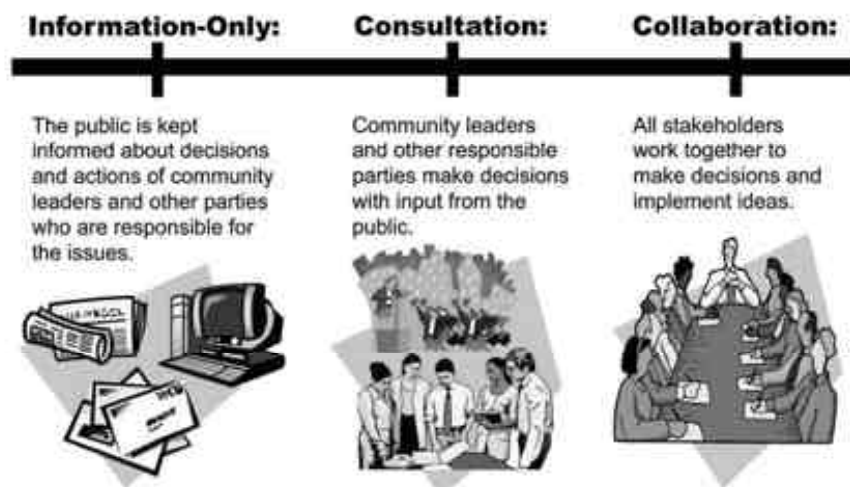 Information-Only:
Consultation:
Collaboration:
The public is kept
informed about decisions
and actions of community
leaders and other parties
who are responsible for
the issues.
Community leaders
and other responsible
parties make decisions
with input from the
public.
All stakeholders
work together to
make decisions and
implement ideas.